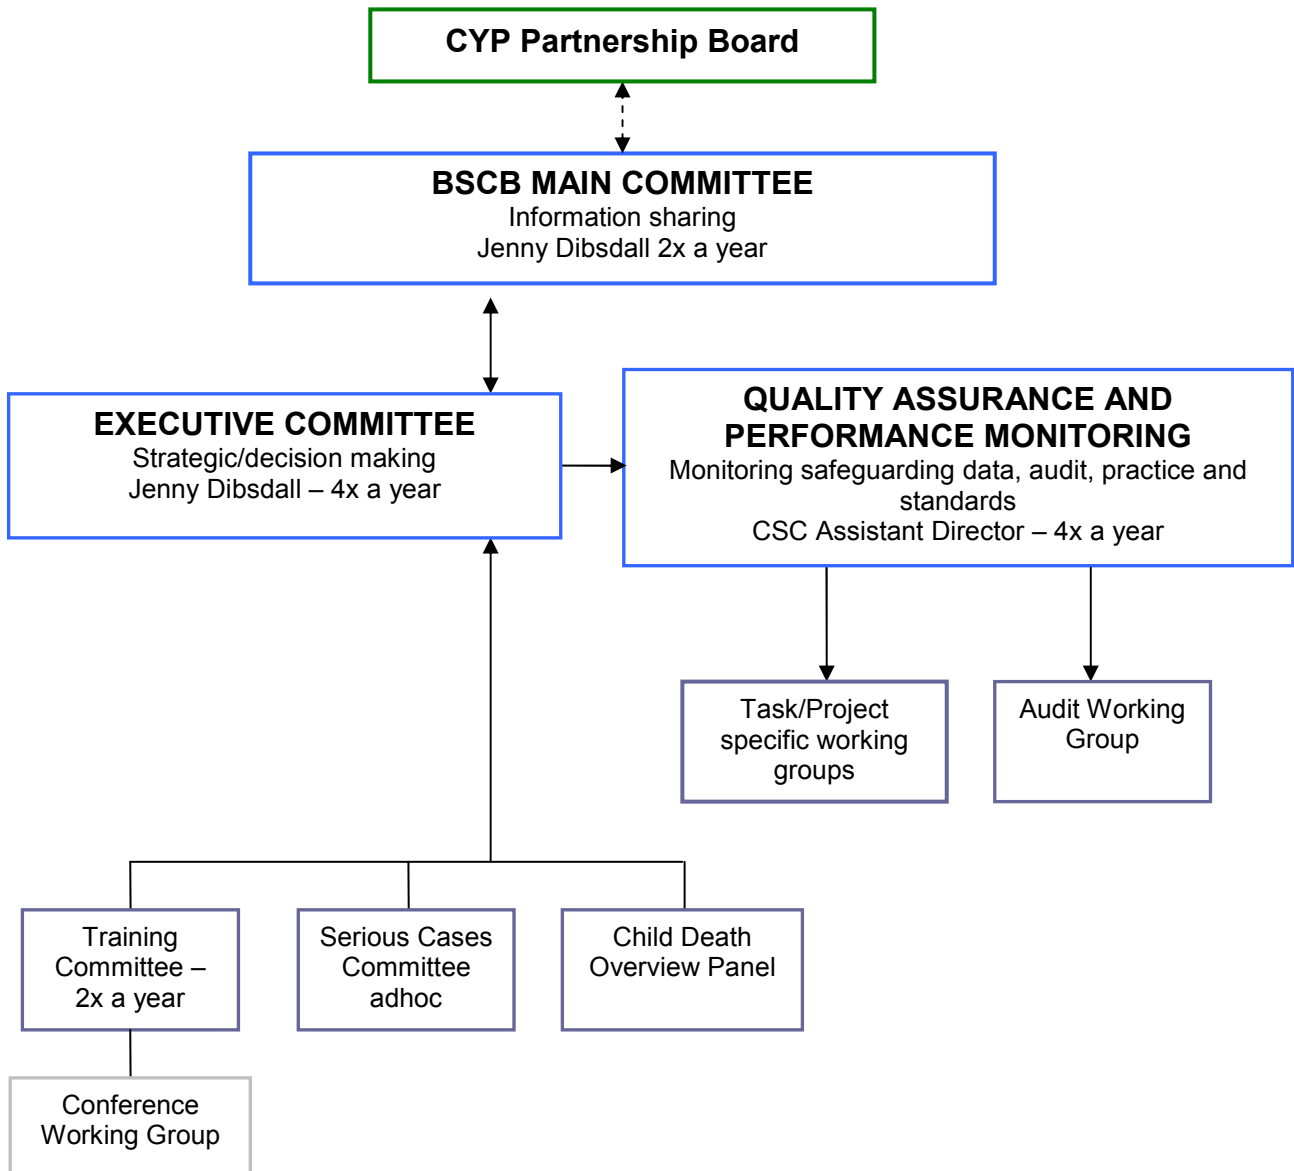 CYP Partnership Board
BSCB MAIN COMMITTEE
Information sharing
Jenny Dibsdall 2x a year
EXECUTIVE COMMITTEE
Strategic/decision making
Jenny Dibsdall – 4x a year
QUALITY ASSURANCE AND
PERFORMANCE MONITORING
Monitoring safeguarding data, audit, practice and
standards
CSC Assistant Director – 4x a year
Task/Project
specific working
groups
Audit Working
Group
Training
Committee –
2x a year
Serious Cases
Committee
adhoc
Child Death
Overview Panel
Conference
Working Group